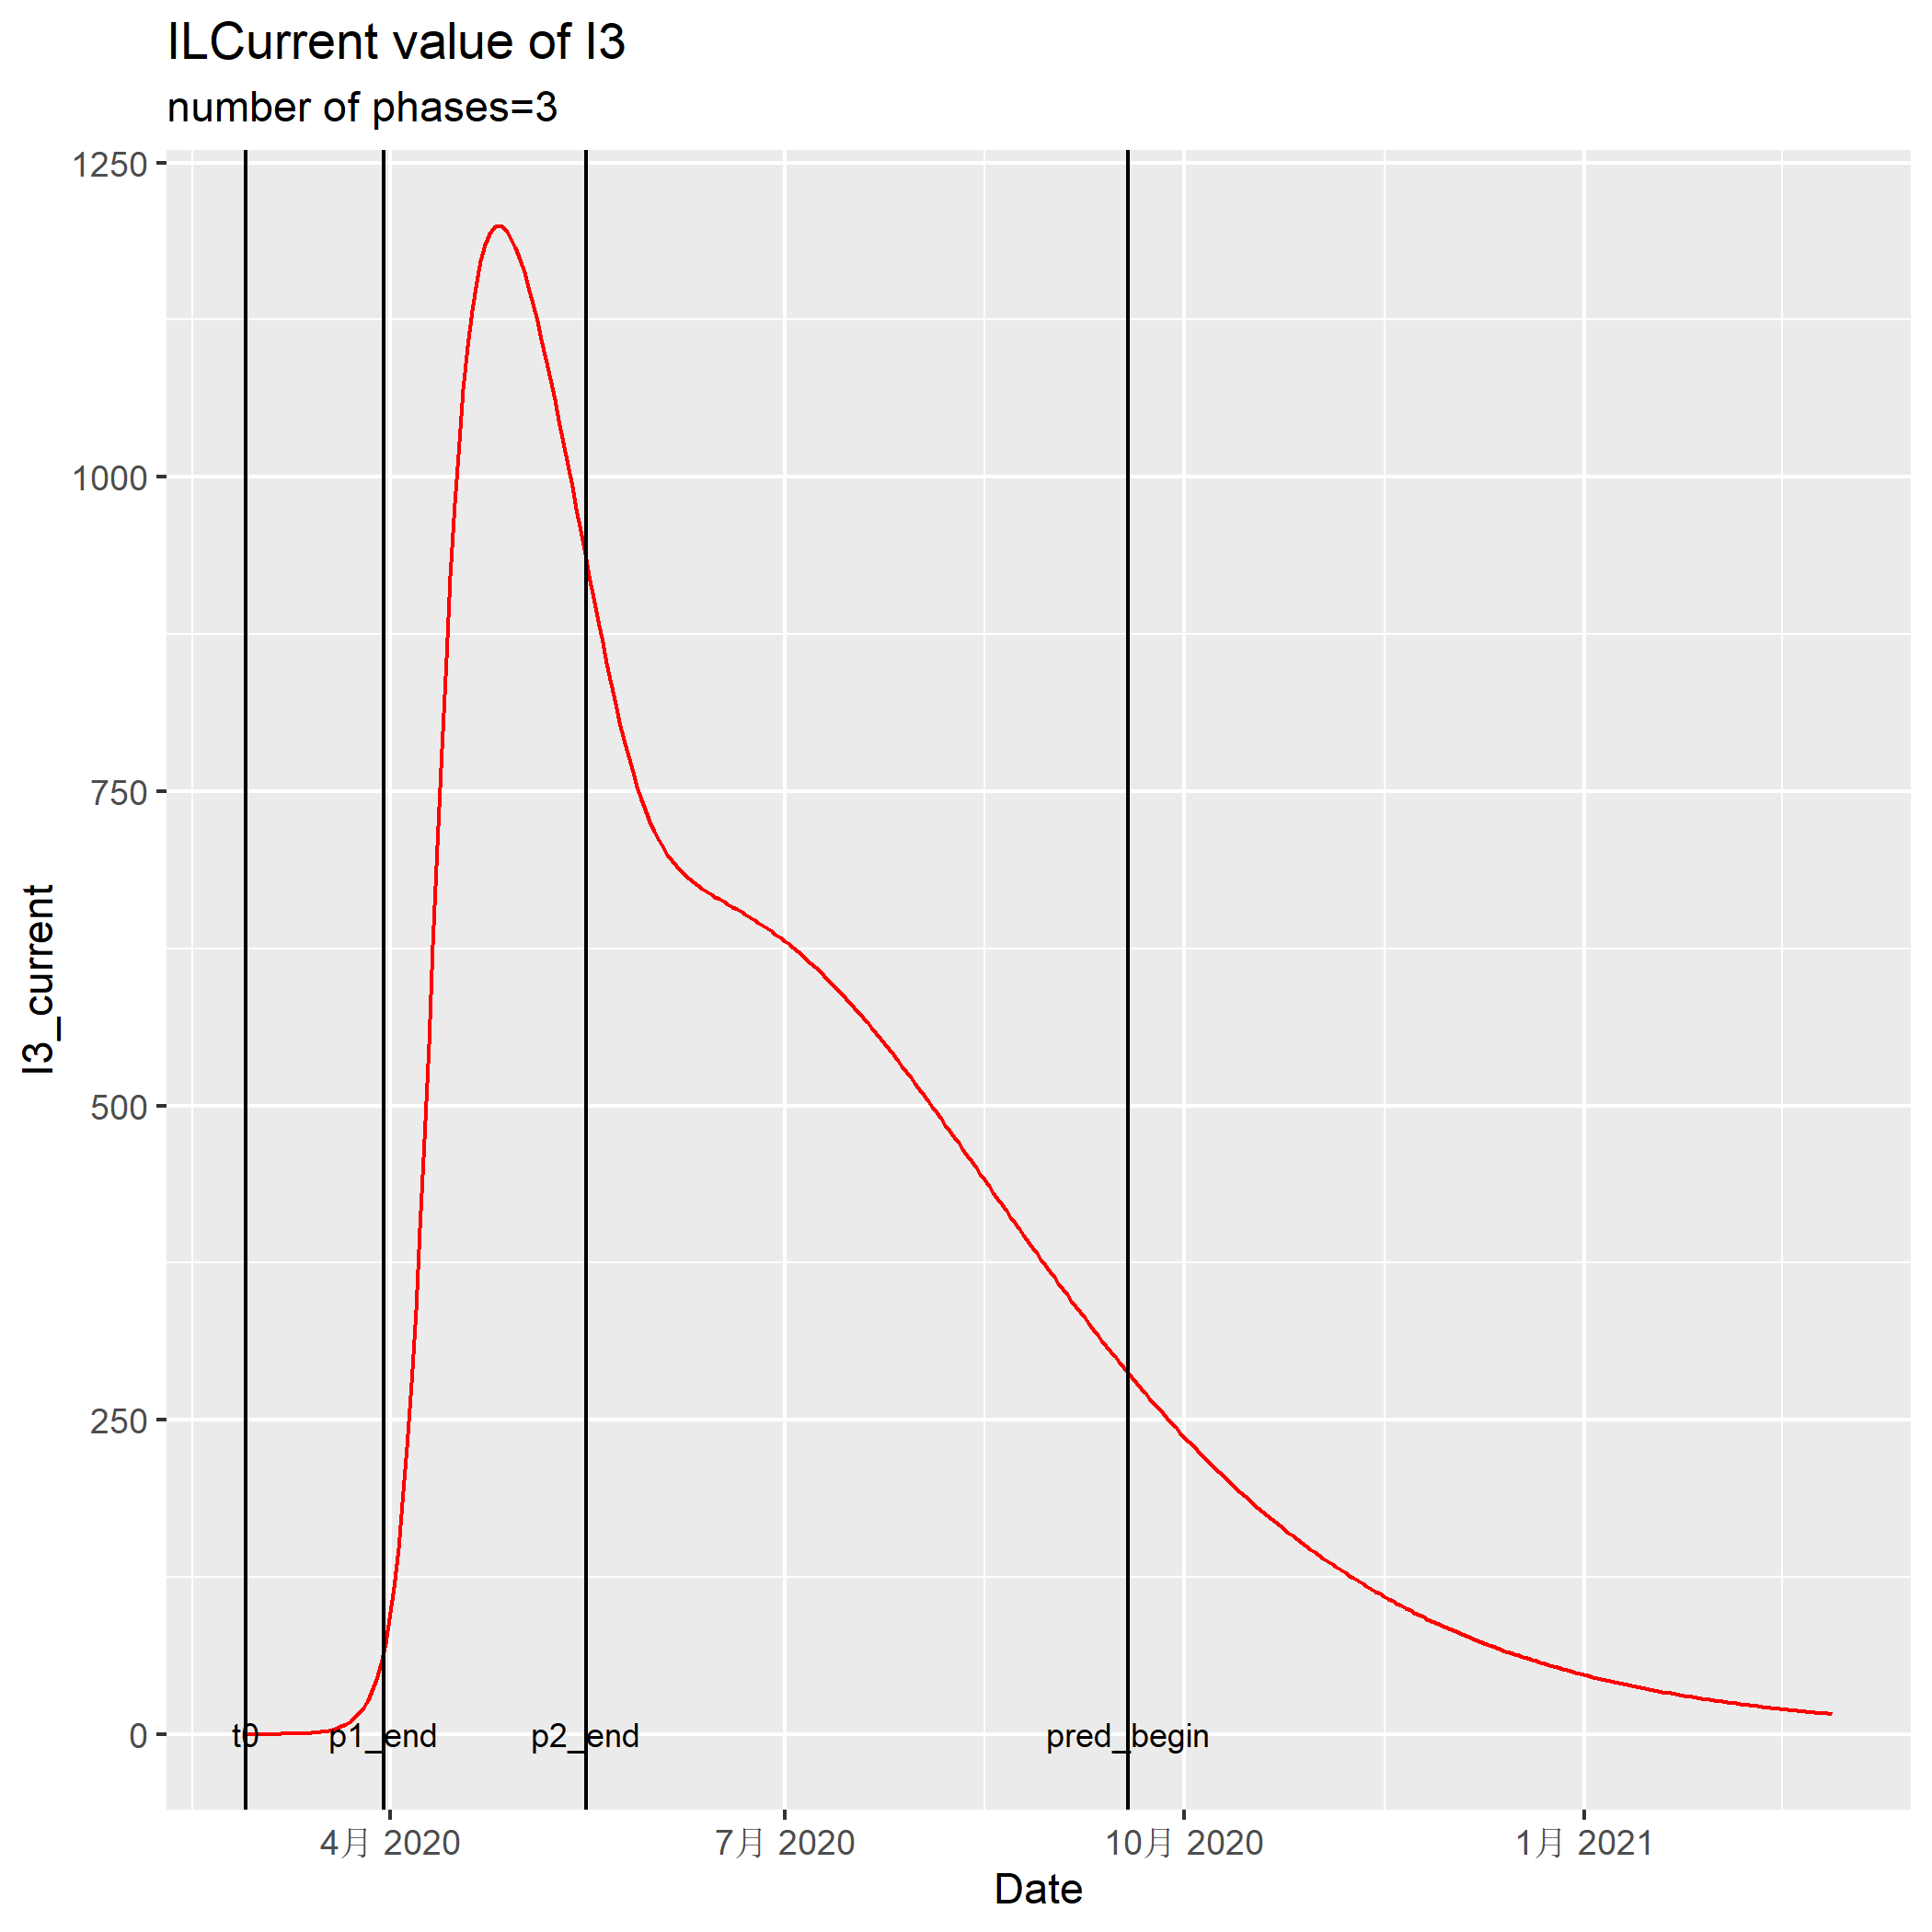 ILCurrent value of I3
number of phases=3
I3_current
1250
1000
750
500
250
0
t0
p1_end
p2_end
pred_begin
4月 2020
7月 2020
10月 2020
1月 2021
Date